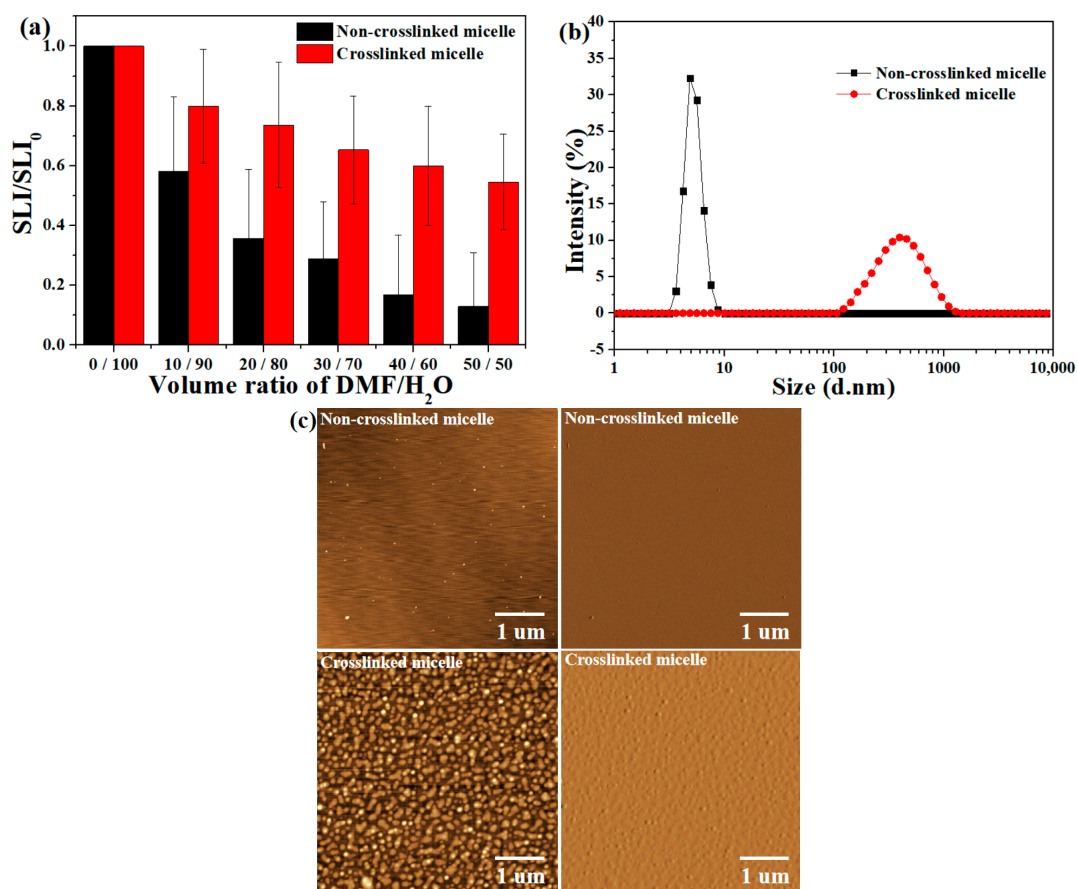 (a)
Non-crosslinked micelle
Crosslinked micelle
SLI/SLI₀
1.0
0.8
0.6
0.4
0.2
0.0
0 / 100 10 / 90 20 / 80 30 / 70 40 / 60 50 / 50
Volume ratio of DMF/H₂O
(b)
Non-crosslinked micelle
Crosslinked micelle
Intensity (%)
40
35
30
25
20
15
10
5
0
-5
1 10 100 1000 10,000
Size (d.nm)
(c)
Non-crosslinked micelle
1 um
Non-crosslinked micelle
1 um
Crosslinked micelle
1 um
Crosslinked micelle
1 um